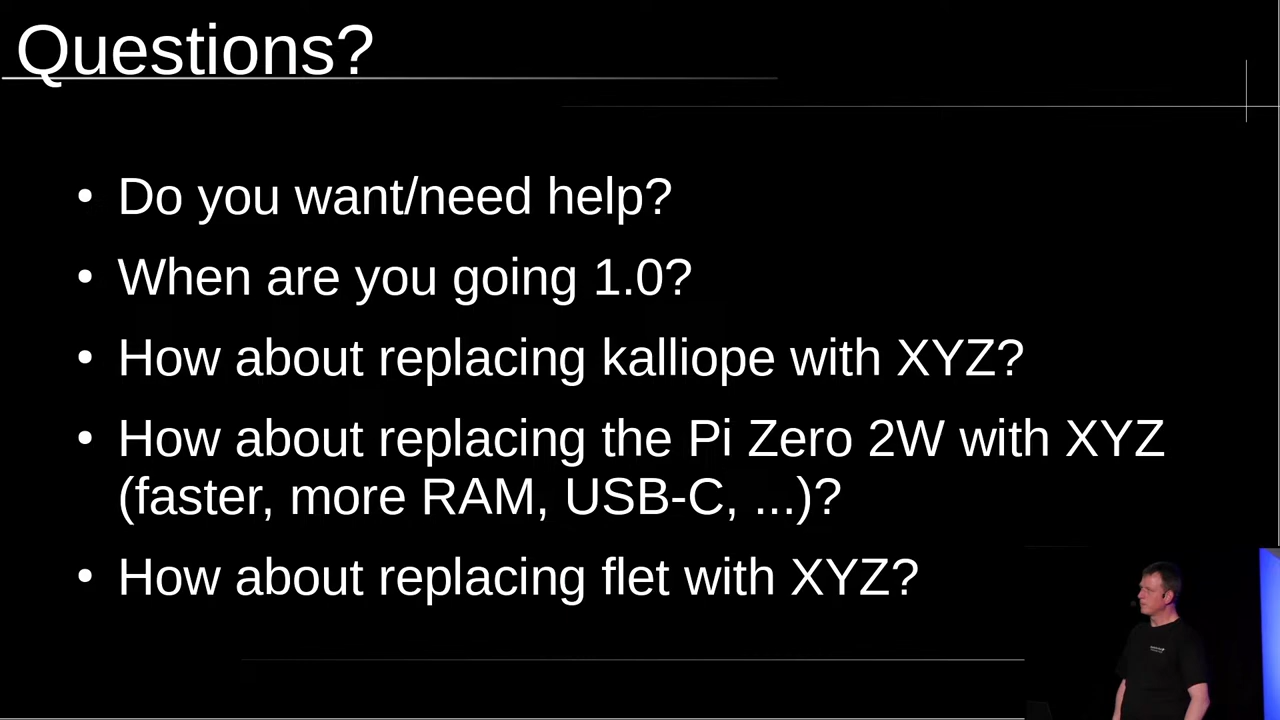 Questions?
• Do you want/need help?
• When are you going 1.0?
• How about replacing kalliope with XYZ?
• How about replacing the Pi Zero 2W with XYZ
(faster, more RAM, USB-C, ...)?
• How about replacing flet with XYZ?